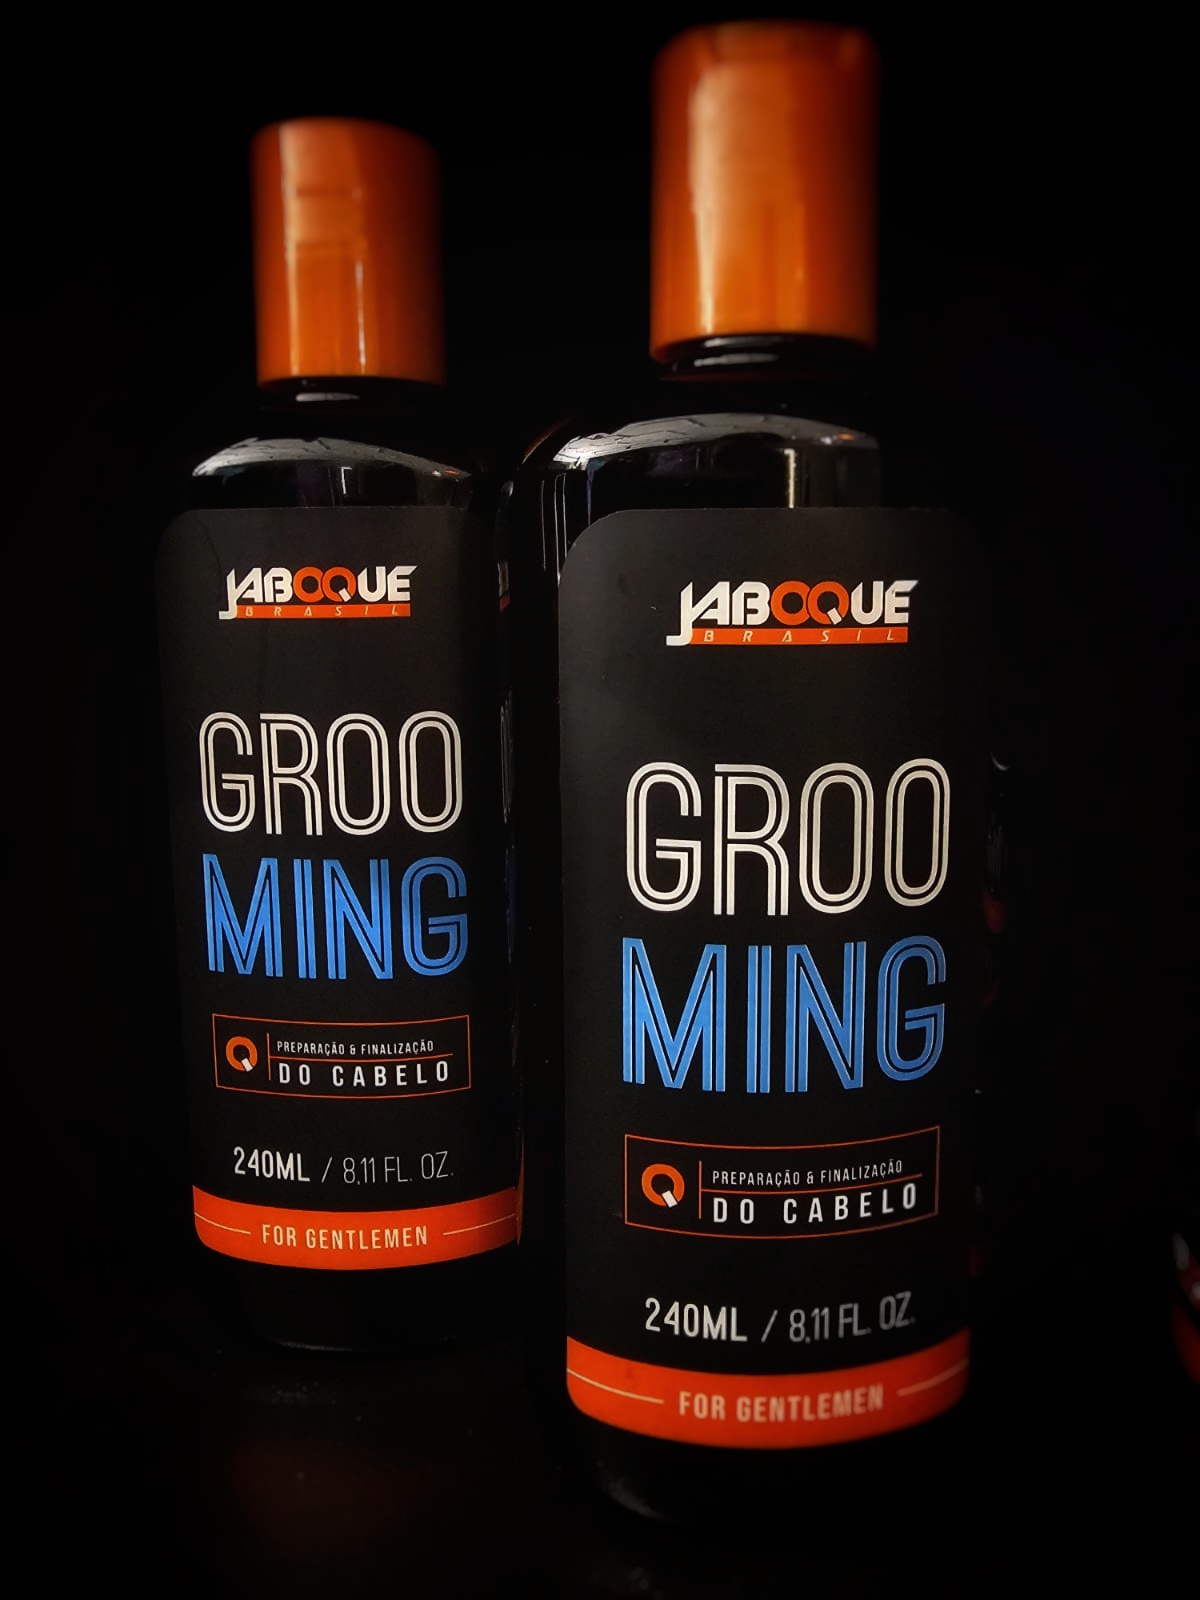 JABOQUE
BRASIL
GROO
MING
PREPARAÇÃO & FINALIZAÇÃO
DO CABELO
240ML / 8,11 FL. OZ.
FOR GENTLEMEN
JABOQUE
BRASIL
GROO
MING
PREPARAÇÃO & FINALIZAÇÃO
DO CABELO
240ML / 8,11 FL. OZ.
FOR GENTLEMEN